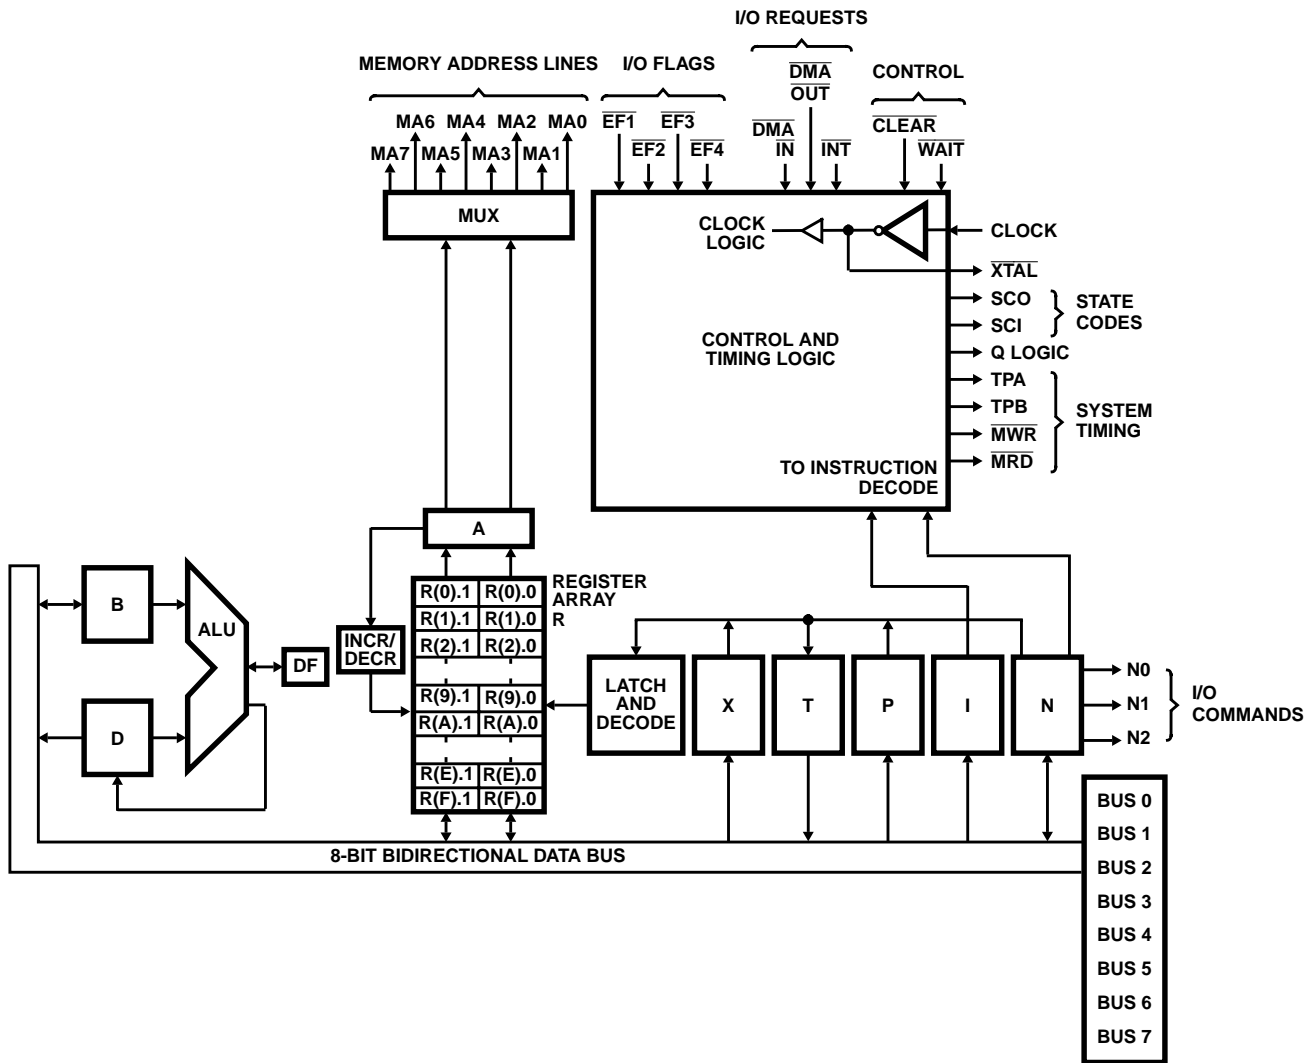 I/O REQUESTS
MEMORY ADDRESS LINES
I/O FLAGS
DMA
OUT
CONTROL
MA6 MA4 MA2 MA0
EF1 EF3
DMA
IN
CLEAR
MA7 MA5 MA3 MA1
EF2 EF4
INT
WAIT
MUX
CLOCK
LOGIC
CLOCK
XTAL
SCO
SCI
STATE
CODES
CONTROL AND
TIMING LOGIC
Q LOGIC
TPA
TPB
MWR
MRD
SYSTEM
TIMING
TO INSTRUCTION
DECODE
A
REGISTER
ARRAY
R
R(0).1 R(0).0
R(1).1 R(1).0
R(2).1 R(2).0
R(9).1 R(9).0
R(A).1 R(A).0
R(E).1 R(E).0
R(F).1 R(F).0
B
ALU
DF
INCR/
DECR
D
LATCH
AND
DECODE
X
T
P
I
N
N0
N1
N2
I/O
COMMANDS
8-BIT BIDIRECTIONAL DATA BUS
BUS 0
BUS 1
BUS 2
BUS 3
BUS 4
BUS 5
BUS 6
BUS 7